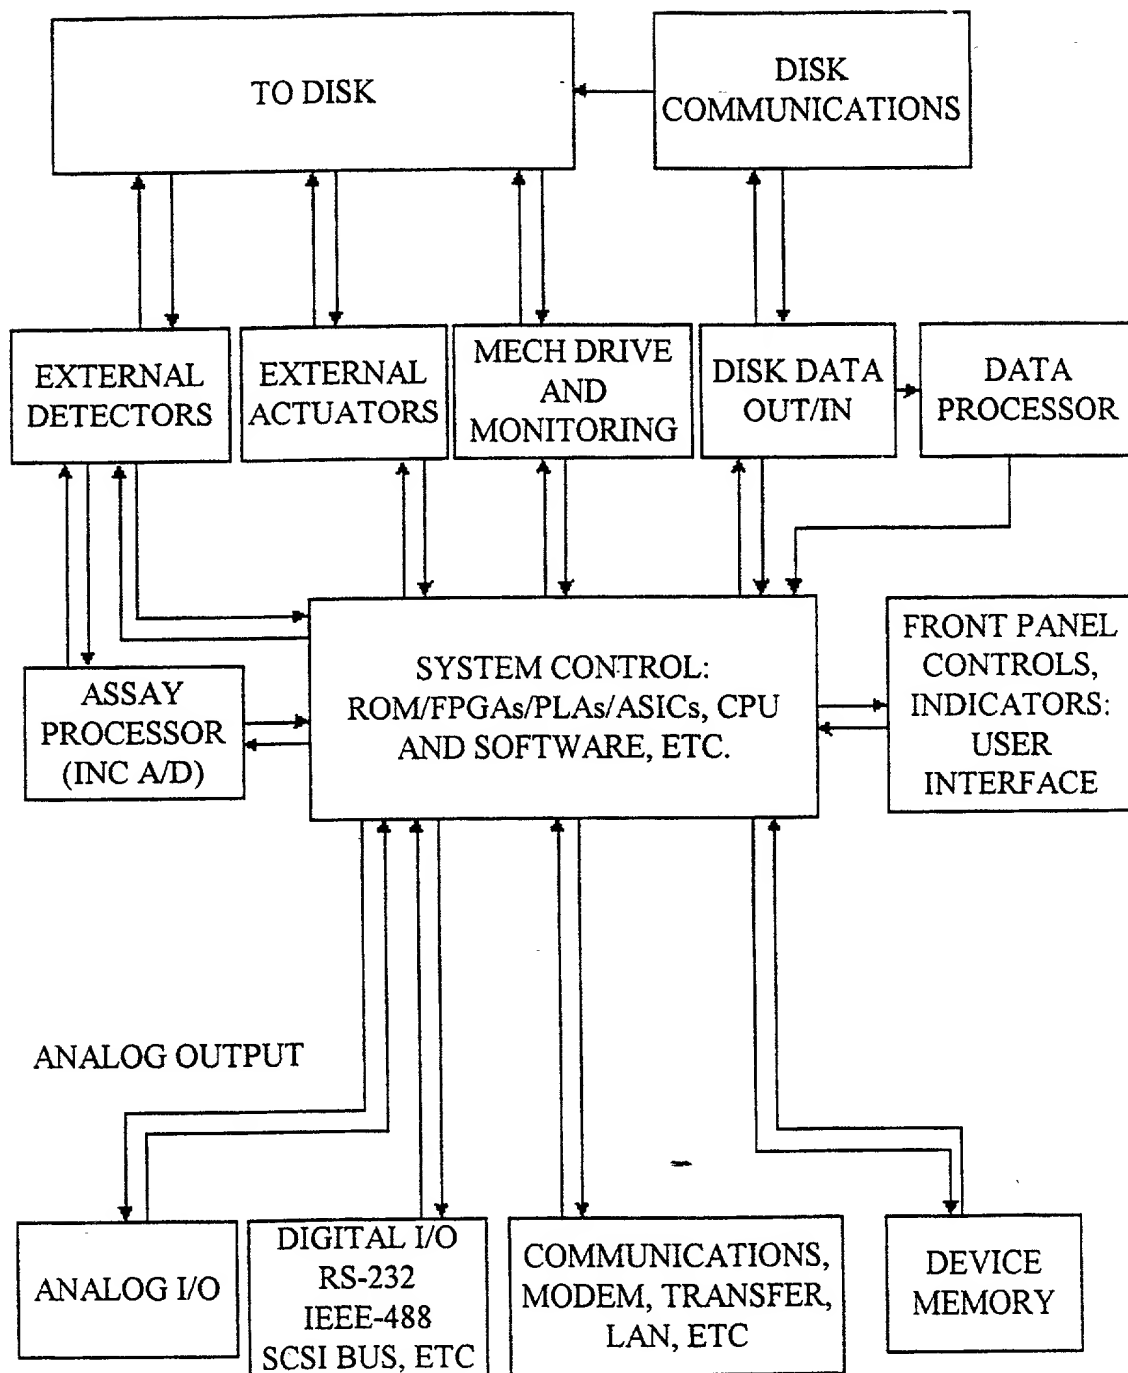 TO DISK
DISK
COMMUNICATIONS
EXTERNAL
DETECTORS
EXTERNAL
ACTUATORS
MECH DRIVE
AND
MONITORING
DISK DATA
OUT/IN
DATA
PROCESSOR
ASSAY
PROCESSOR
(INC A/D)
SYSTEM CONTROL:
ROM/FPGAs/PLAs/ASICs, CPU
AND SOFTWARE, ETC.
FRONT PANEL
CONTROLS,
INDICATORS:
USER
INTERFACE
ANALOG OUTPUT
ANALOG I/O
DIGITAL I/O
RS-232
IEEE-488
SCSI BUS, ETC
COMMUNICATIONS,
MODEM, TRANSFER,
LAN, ETC
DEVICE
MEMORY